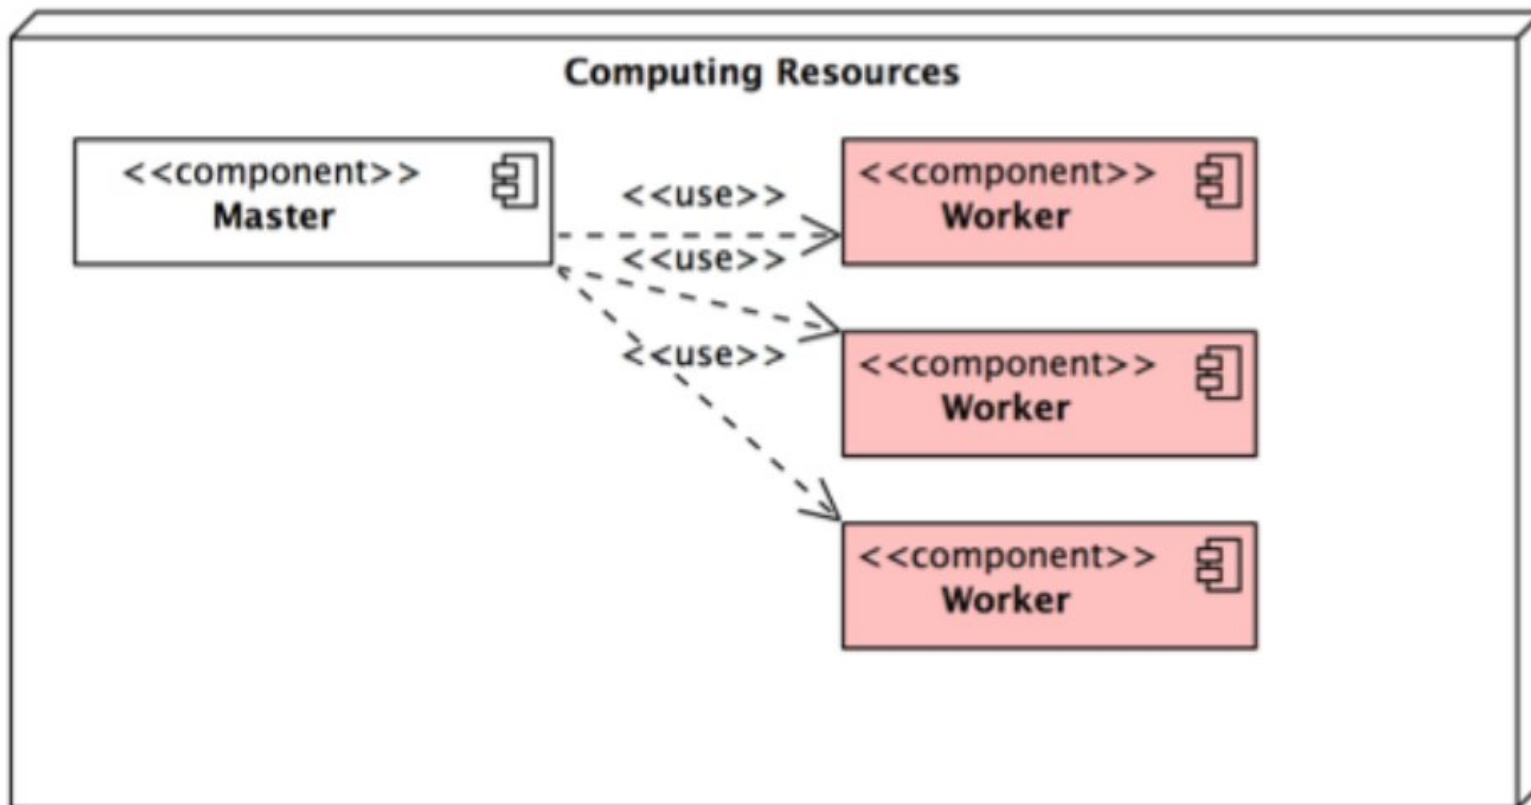 Computing Resources
<<component>>
Master
<<use>>
<<component>>
Worker
<<use>>
<<component>>
Worker
<<use>>
<<component>>
Worker